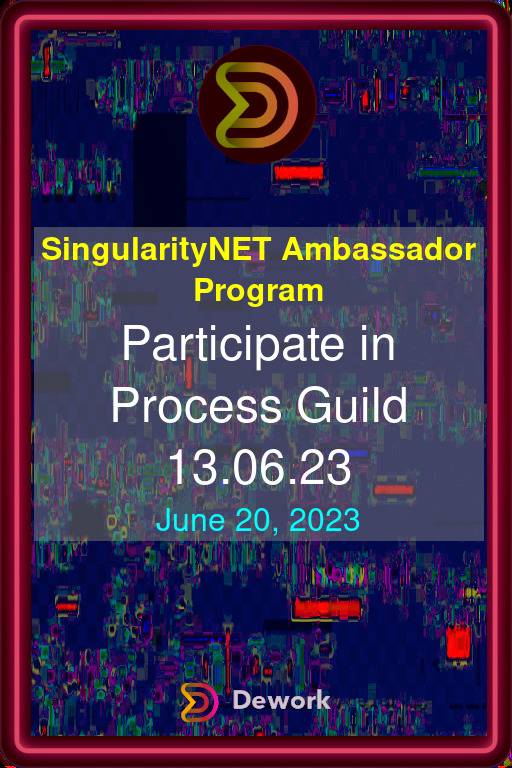 SingularityNET Ambassador
Program
Participate in
Process Guild
13.06.23
June 20, 2023
Dework